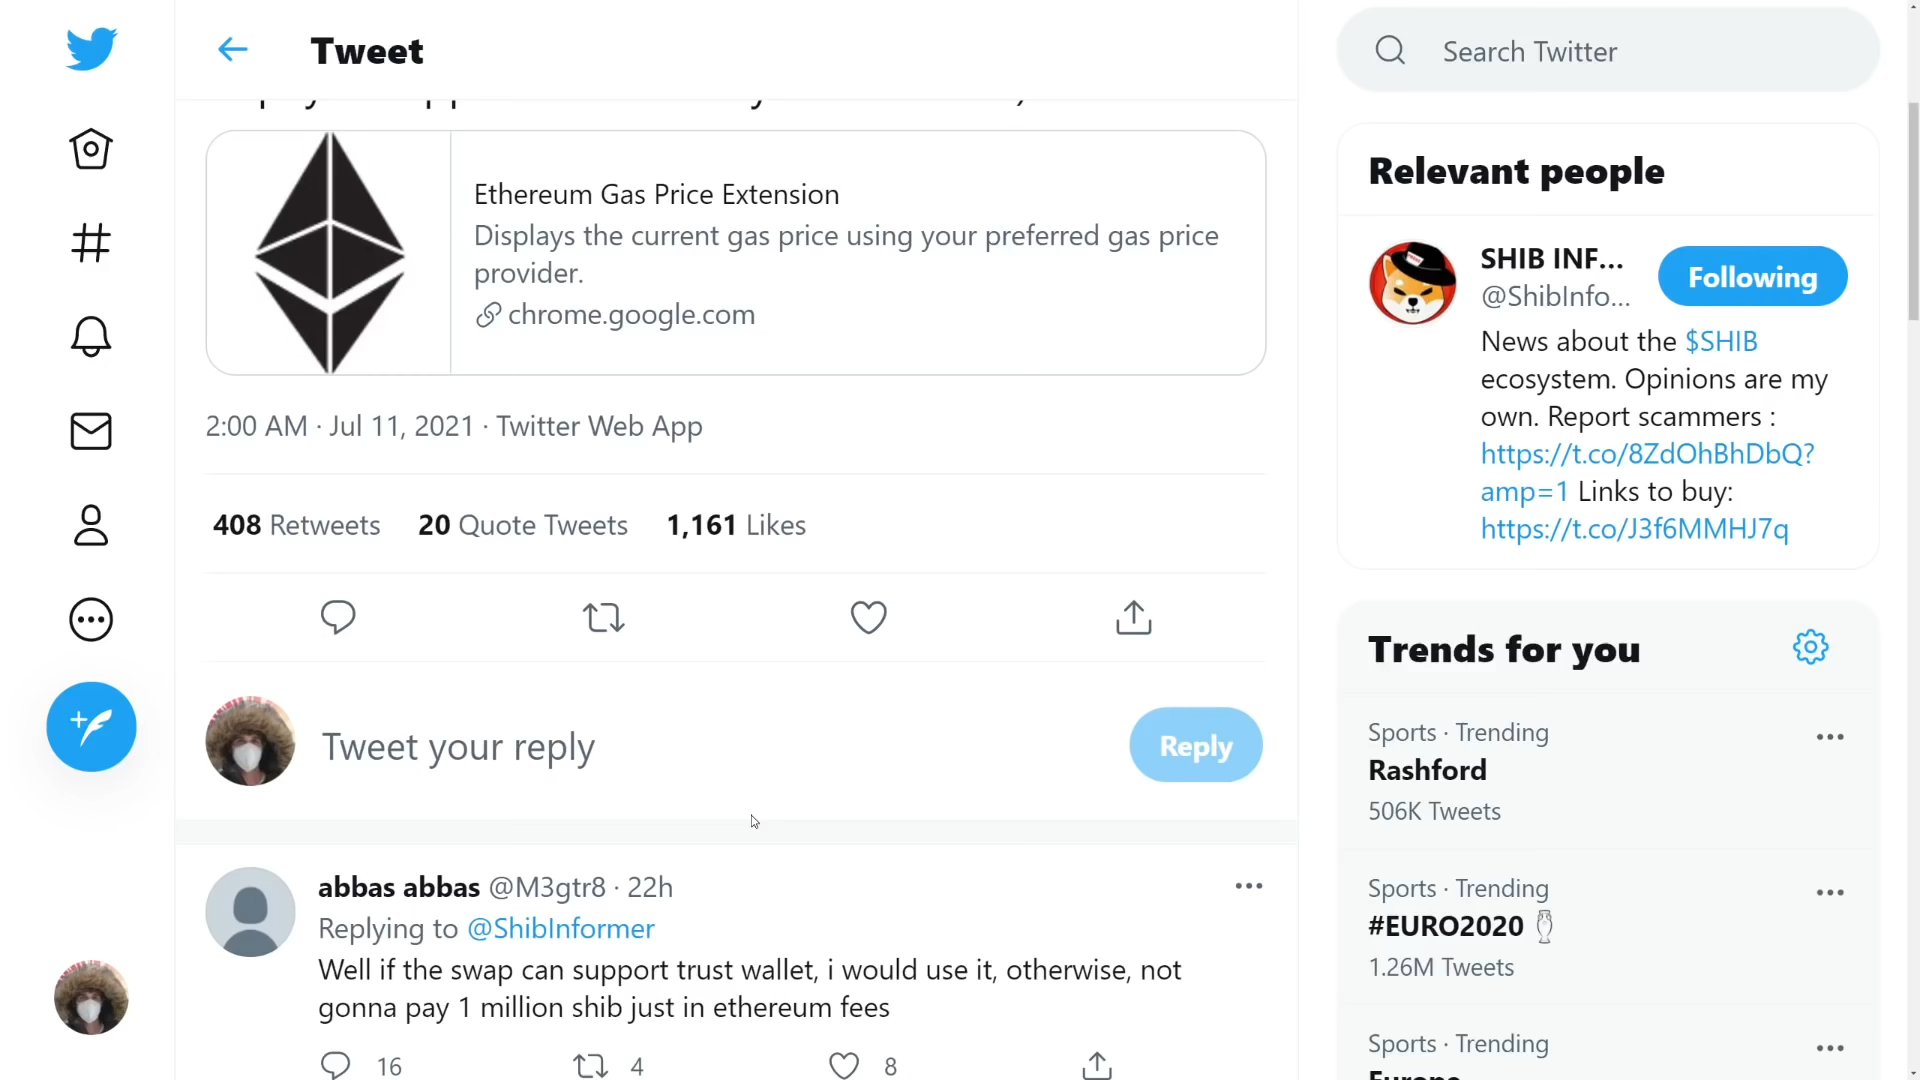 Tweet
Search Twitter
Ethereum Gas Price Extension
Displays the current gas price using your preferred gas price
provider.
chrome.google.com
2:00 AM · Jul 11, 2021 · Twitter Web App
408 Retweets 20 Quote Tweets 1,161 Likes
Tweet your reply
Reply
abbas abbas @M3gtr8 · 22h
Replying to @ShibInformer
Well if the swap can support trust wallet, i would use it, otherwise, not
gonna pay 1 million shib just in ethereum fees
16 4 8
Relevant people
SHIB INF...
@ShibInfo...
Following
News about the $SHIB
ecosystem. Opinions are my
own. Report scammers :
https://t.co/8ZdOhBhDbQ?
amp=1 Links to buy:
https://t.co/J3f6MMHJ7q
Trends for you
Sports · Trending
Rashford
506K Tweets
Sports · Trending
#EURO2020
1.26M Tweets
Sports · Trending